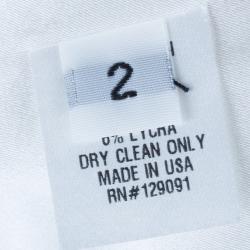 2
6% LYCRA
DRY CLEAN ONLY
MADE IN USA
RN#129091